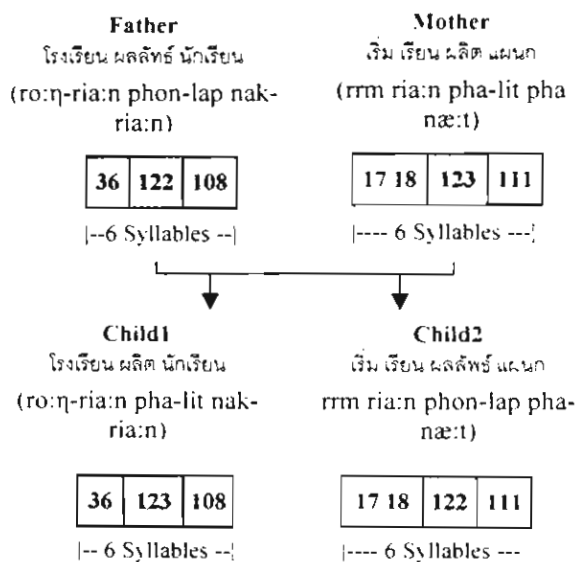 Father
โรงเรียน ผลลัทธ์ นักเรียน
(ro:ŋ-ria:n phon-lap nak-
ria:n)
36 122 108
|--6 Syllables --|
Mother
เริ่ม เรียน ผลิต แผนก
(rrm ria:n pha-lit pha
næ:t)
17 18 123 111
|---- 6 Syllables ---|
Child1
โรงเรียน ผลิต นักเรียน
(ro:ŋ-ria:n pha-lit nak-
ria:n)
36 123 108
|-- 6 Syllables --|
Child2
เริ่ม เรียน ผลลัพธ์ แผนก
rrm ria:n phon-lap pha-
næ:t)
17 18 122 111
|---- 6 Syllables ---